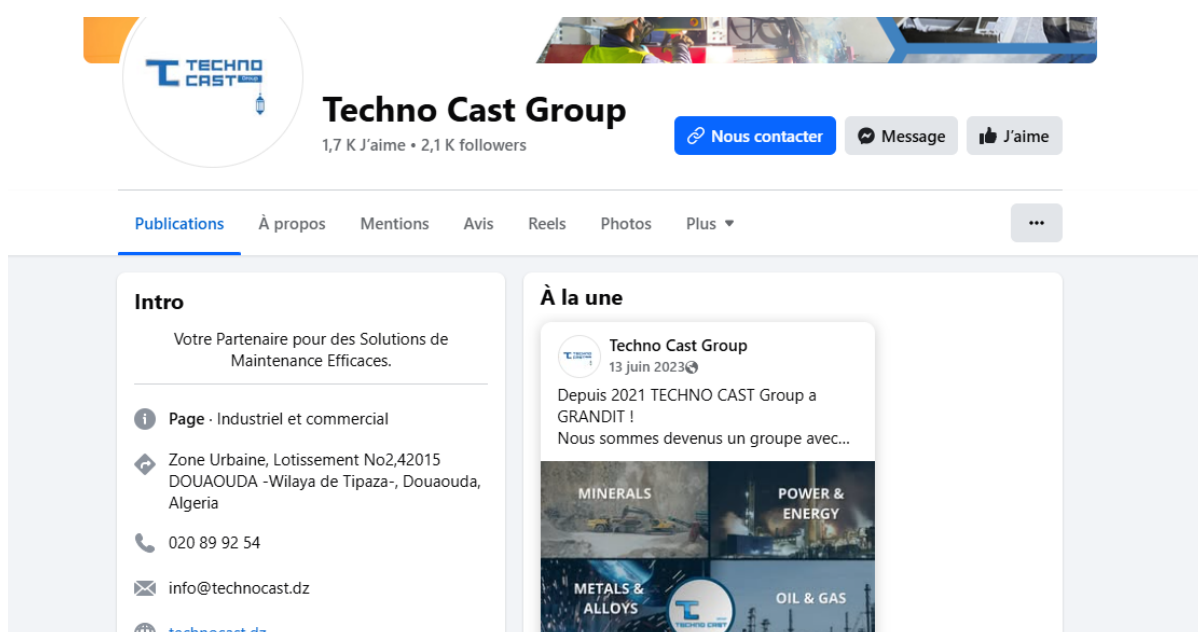 TECHNO
CAST Group
Techno Cast Group
1,7 K J’aime • 2,1 K followers
Nous contacter
Message
J’aime
Publications
À propos
Mentions
Avis
Reels
Photos
Plus
Intro
Votre Partenaire pour des Solutions de
Maintenance Efficaces.
Page · Industriel et commercial
Zone Urbaine, Lotissement No2,42015
DOUAOUDA -Wilaya de Tipaza-, Douaouda,
Algeria
020 89 92 54
info@technocast.dz
technocast.dz
À la une
Techno Cast Group
13 juin 2023
Depuis 2021 TECHNO CAST Group a
GRANDIT !
Nous sommes devenus un groupe avec...
MINERALS
POWER &
ENERGY
METALS &
ALLOYS
OIL & GAS
TECHNO CAST